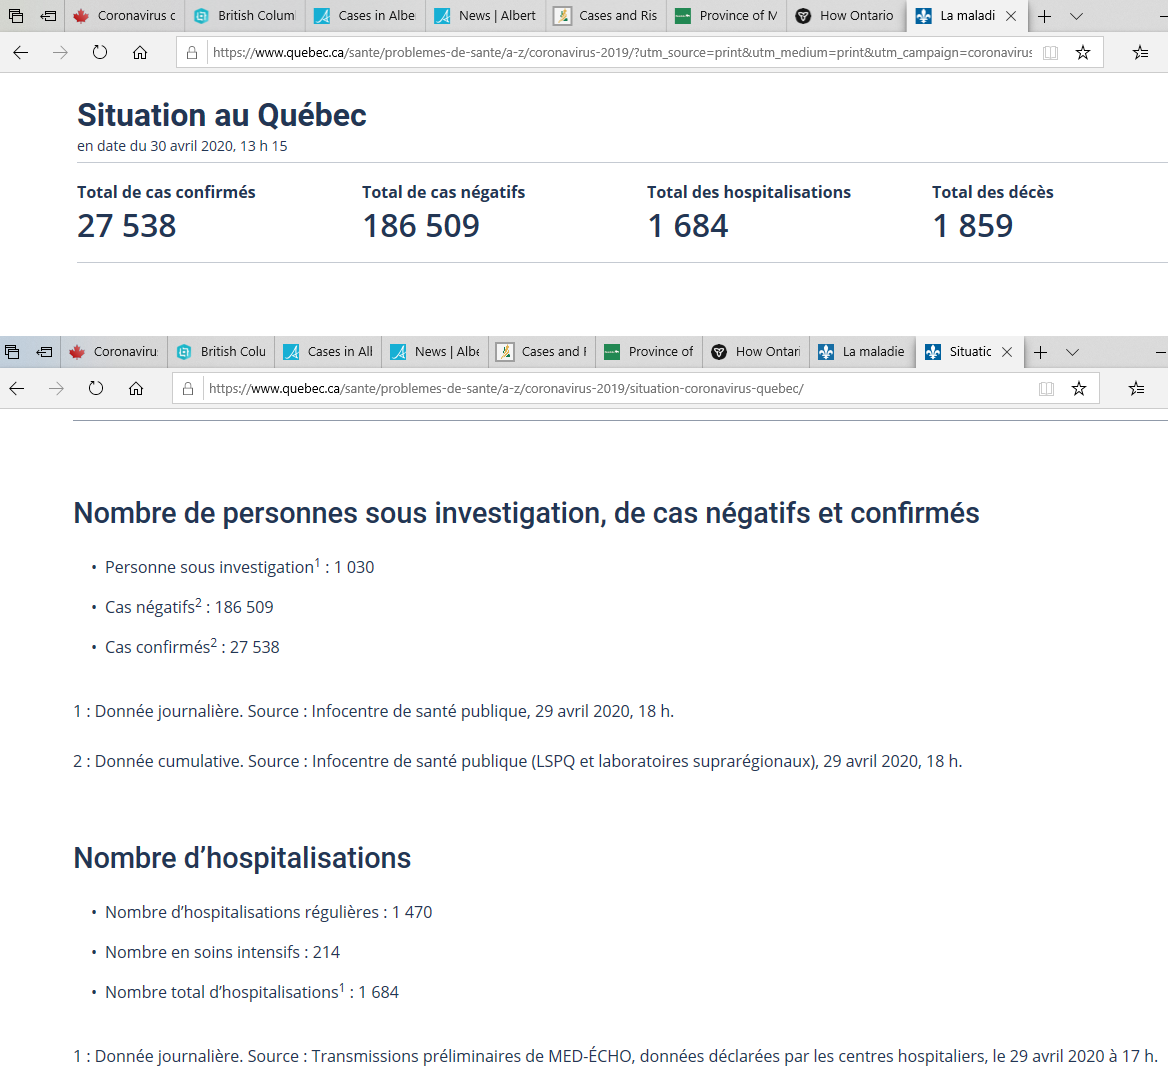 Coronavirus c
British Colum
Cases in Albe
News | Albert
Cases and Ris
Province of M
How Ontario
La maladi
https://www.quebec.ca/sante/problemes-de-sante/a-z/coronavirus-2019/?utm_source=print&utm_medium=print&utm_campaign=coronavirus
Situation au Québec
en date du 30 avril 2020, 13 h 15
Total de cas confirmés
27 538
Total de cas négatifs
186 509
Total des hospitalisations
1 684
Total des décès
1 859
Coronaviru
British Colu
Cases in All
News | Albe
Cases and F
Province of
How Ontari
La maladie
Situatic
https://www.quebec.ca/sante/problemes-de-sante/a-z/coronavirus-2019/situation-coronavirus-quebec/
Nombre de personnes sous investigation, de cas négatifs et confirmés
• Personne sous investigation¹ : 1 030
• Cas négatifs² : 186 509
• Cas confirmés² : 27 538
1 : Donnée journalière. Source : Infocentre de santé publique, 29 avril 2020, 18 h.
2 : Donnée cumulative. Source : Infocentre de santé publique (LSPQ et laboratoires suprarégionaux), 29 avril 2020, 18 h.
Nombre d’hospitalisations
• Nombre d’hospitalisations régulières : 1 470
• Nombre en soins intensifs : 214
• Nombre total d’hospitalisations¹ : 1 684
1 : Donnée journalière. Source : Transmissions préliminaires de MED-ÉCHO, données déclarées par les centres hospitaliers, le 29 avril 2020 à 17 h.